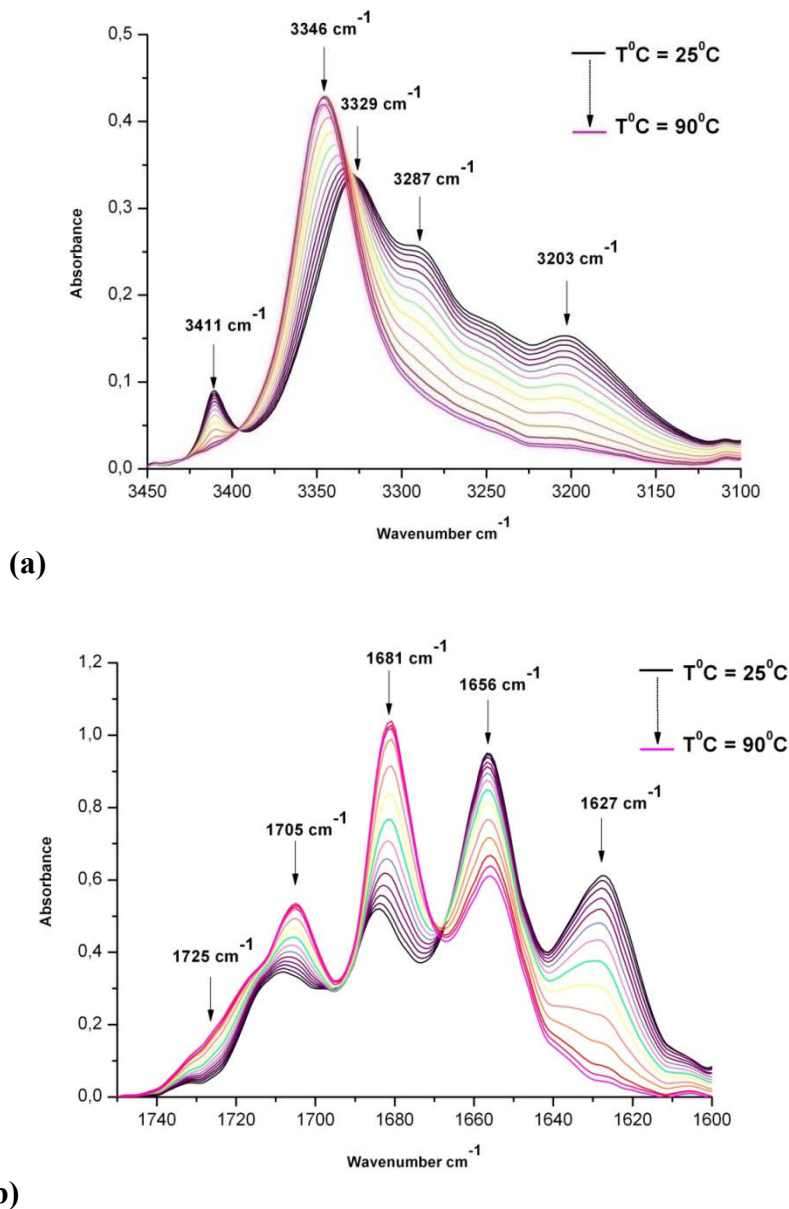 3346 cm⁻¹
3329 cm⁻¹
3287 cm⁻¹
3203 cm⁻¹
3411 cm⁻¹
T⁰C = 25⁰C
T⁰C = 90⁰C
0,5
0,4
0,3
0,2
0,1
0,0
Absorbance
3450 3400 3350 3300 3250 3200 3150 3100
Wavenumber cm⁻¹
(a)
1681 cm⁻¹
1656 cm⁻¹
1627 cm⁻¹
1705 cm⁻¹
1725 cm⁻¹
T⁰C = 25⁰C
T⁰C = 90⁰C
1,2
1,0
0,8
0,6
0,4
0,2
0,0
Absorbance
1740 1720 1700 1680 1660 1640 1620 1600
Wavenumber cm⁻¹
)